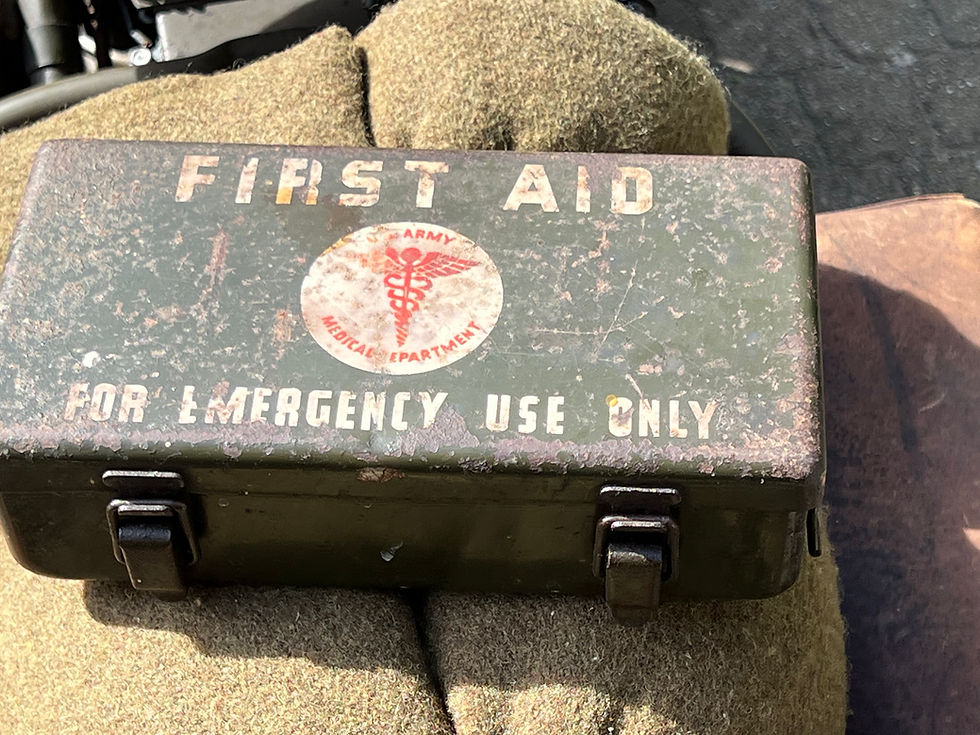 FIRST AID
U.S. ARMY
MEDICAL DEPARTMENT
FOR EMERGENCY USE ONLY